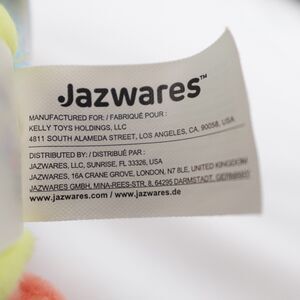 Jazwares™
MANUFACTURED FOR: / FABRIQUÉ POUR :
KELLY TOYS HOLDINGS, LLC
4811 SOUTH ALAMEDA STREET, LOS ANGELES, CA, 90058, USA
DISTRIBUTED BY: / DISTRIBUÉ PAR :
JAZWARES, LLC, SUNRISE, FL 33326, USA
JAZWARES, 16A CRANE GROVE, LONDON, N7 8LE, UNITED KINGDOM
JAZWARES GMBH, MINA-REES-STR, 8, 64295 DARMSTADT, GERMANY
www.jazwares.com / www.jazwares.de